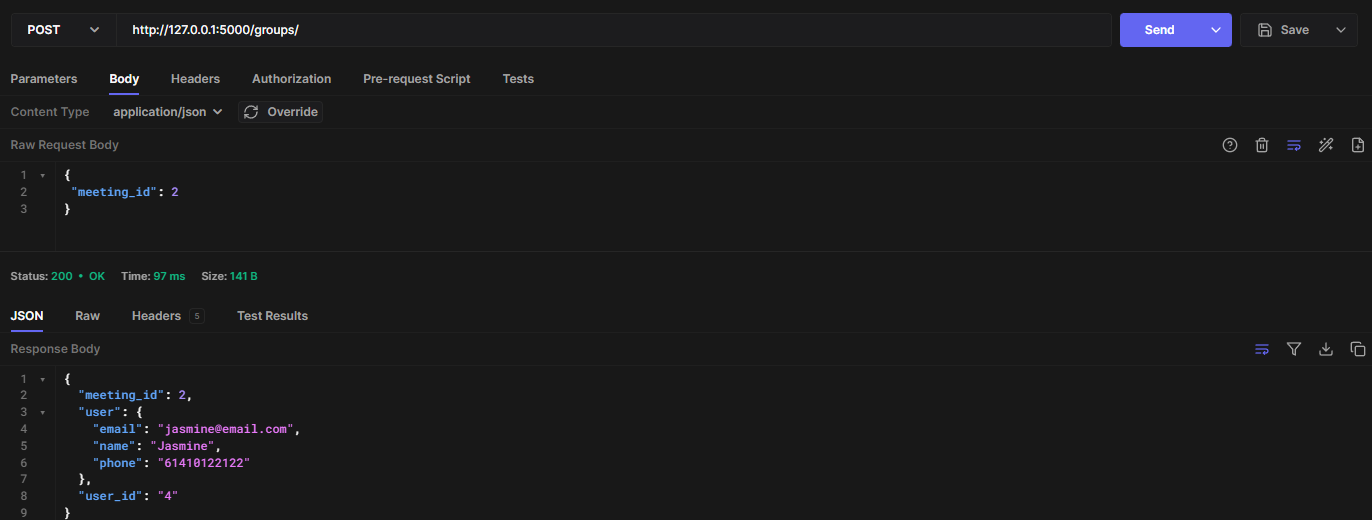 POST http://127.0.0.1:5000/groups/ Send Save
Parameters Body Headers Authorization Pre-request Script Tests
Content Type application/json Override
Raw Request Body
1 {
2 "meeting_id": 2
3 }
Status: 200 • OK Time: 97 ms Size: 141 B
JSON Raw Headers 5 Test Results
Response Body
1 {
2 "meeting_id": 2,
3 "user": {
4 "email": "jasmine@email.com",
5 "name": "Jasmine",
6 "phone": "61410122122"
7 },
8 "user_id": "4"
9 }